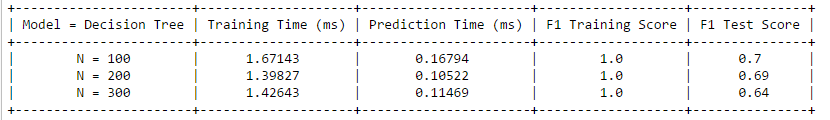 +----------------------+--------------------+----------------------+-------------------+---------------+
| Model = Decision Tree | Training Time (ms) | Prediction Time (ms) | F1 Training Score | F1 Test Score |
+----------------------+--------------------+----------------------+-------------------+---------------+
| N = 100 | 1.67143 | 0.16794 | 1.0 | 0.7 |
| N = 200 | 1.39827 | 0.10522 | 1.0 | 0.69 |
| N = 300 | 1.42643 | 0.11469 | 1.0 | 0.64 |
+----------------------+--------------------+----------------------+-------------------+---------------+